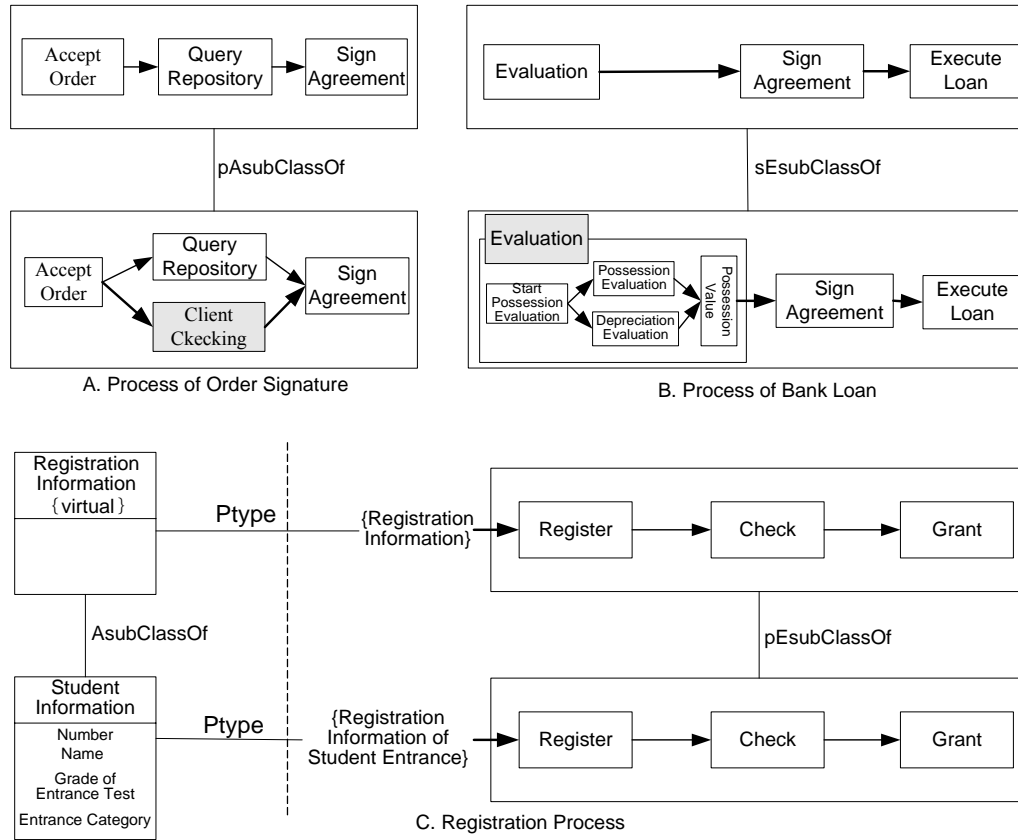 Accept
Order
Query
Repository
Sign
Agreement
pAsubClassOf
Accept
Order
Query
Repository
Client
Ckecking
Sign
Agreement
A. Process of Order Signature
Evaluation
Sign
Agreement
Execute
Loan
sEsubClassOf
Evaluation
Start
Possession
Evaluation
Possession
Evaluation
Depreciation
Evaluation
Possession
Value
Sign
Agreement
Execute
Loan
B. Process of Bank Loan
Registration
Information
{virtual}
Ptype
{Registration
Information}
Register
Check
Grant
AsubClassOf
pEsubClassOf
Student
Information
Number
Name
Grade of
Entrance Test
Entrance Category
Ptype
{Registration
Information of
Student Entrance}
Register
Check
Grant
C. Registration Process